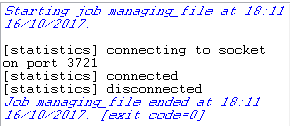 Starting job managing_file at 18:11
16/10/2017.
[statistics] connecting to socket
on port 3721
[statistics] connected
[statistics] disconnected
Job managing_file ended at 18:11
16/10/2017. [exit code=0]